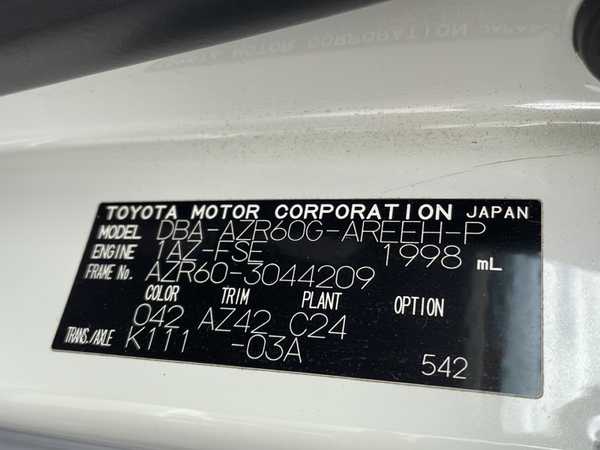 TOYOTA MOTOR CORPORATION JAPAN
MODEL DBA-AZR60G-AREEH-P
ENGINE 1AZ-FSE 1998 mL
FRAME No. AZR60-3044209
COLOR TRIM PLANT OPTION
042 AZ42 C24
TRANS./AXLE K111 -03A
542